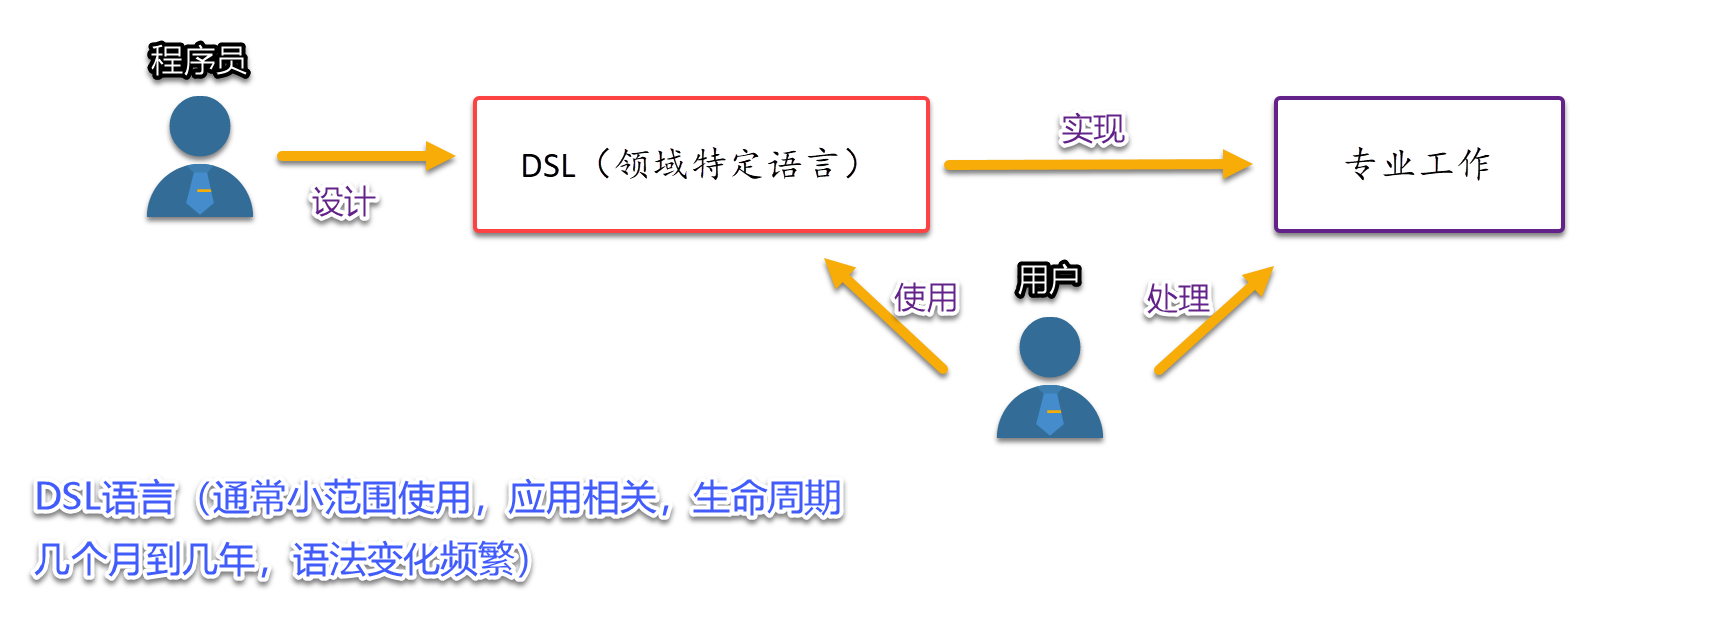 程序员
设计
DSL（领域特定语言）
实现
专业工作
使用
用户
处理
DSL语言（通常小范围使用，应用相关，生命周期
几个月到几年，语法变化频繁）